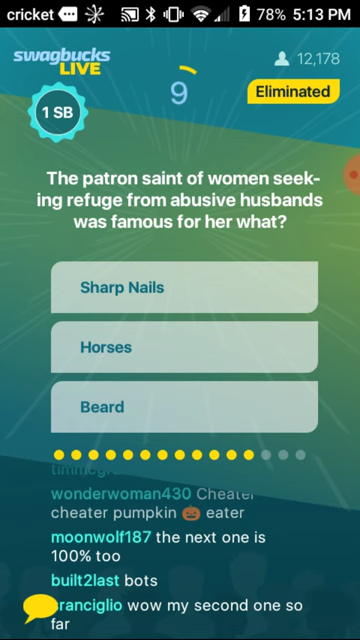 cricket 78% 5:13 PM
swagbucks
LIVE
12,178
9
Eliminated
1 SB
The patron saint of women seek-
ing refuge from abusive husbands
was famous for her what?
Sharp Nails
Horses
Beard
wonderwoman430 Cheater
cheater pumpkin 🎃 eater
moonwolf187 the next one is
100% too
built2last bots
ranciglio wow my second one so
far